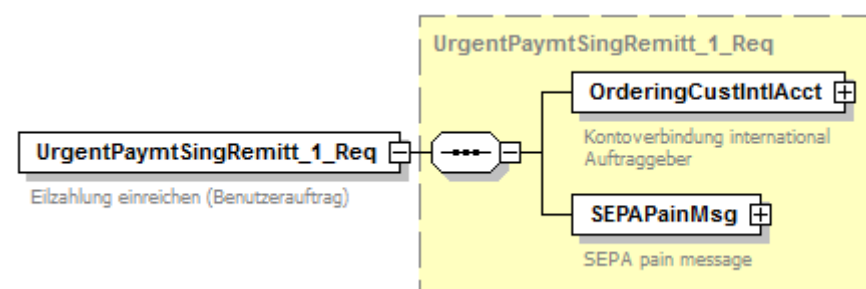 UrgentPaymtSingRemitt_1_Req
OrderingCustIntlAcct
Kontoverbindung international
Auftraggeber
UrgentPaymtSingRemitt_1_Req
Eilzahlung einreichen (Benutzerauftrag)
SEPAPainMsg
SEPA pain message